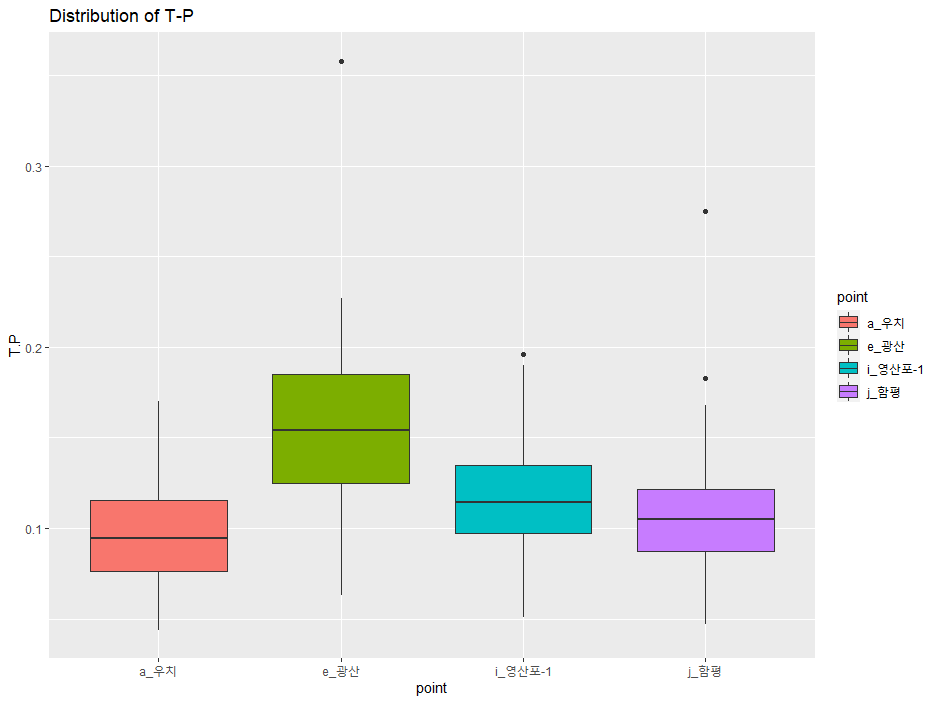 Distribution of T-P
T.P
0.3
0.2
0.1
a_우치
e_광산
i_영산포-1
j_함평
point
point
a_우치
e_광산
i_영산포-1
j_함평